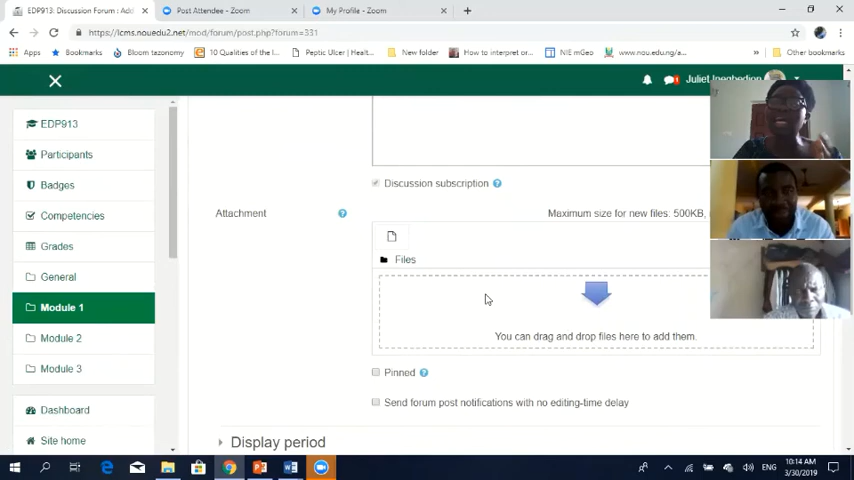 EDP913: Discussion Forum : Add
Post Attendee - Zoom
My Profile - Zoom
https://lcms.nouedu2.net/mod/forum/post.php?forum=331
Apps
Bookmarks
Bloom taxonomy
10 Qualities of the I...
Peptic Ulcer | Healt...
New folder
How to interpret or...
NIE mGeo
www.nou.edu.ng/a...
Other bookmarks
Juliet Inegbedion
EDP913
Participants
Badges
Competencies
Grades
General
Module 1
Module 2
Module 3
Dashboard
Site home
Discussion subscription
Attachment
Maximum size for new files: 500KB,
Files
You can drag and drop files here to add them.
Pinned
Send forum post notifications with no editing-time delay
Display period
ENG
10:14 AM
3/30/2019